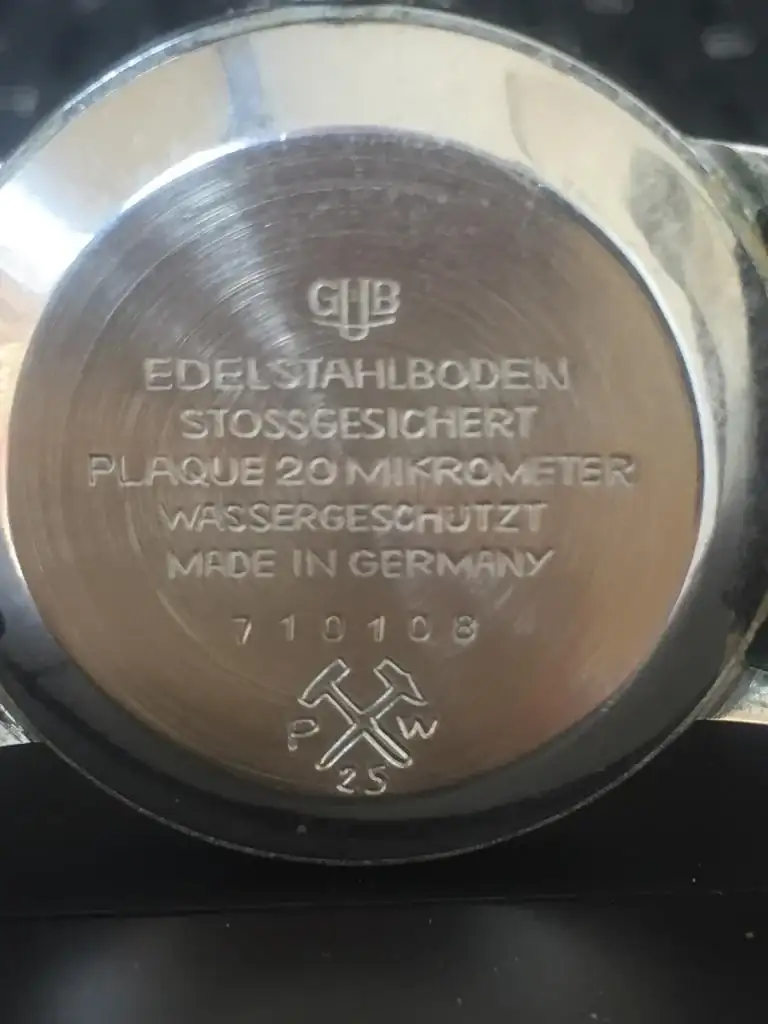 GUB
EDELSTAHLBODEN
STOSSGESICHERT
PLAQUE 20 MIKROMETER
WASSERGESCHUTZT
MADE IN GERMANY
710108
P W
25